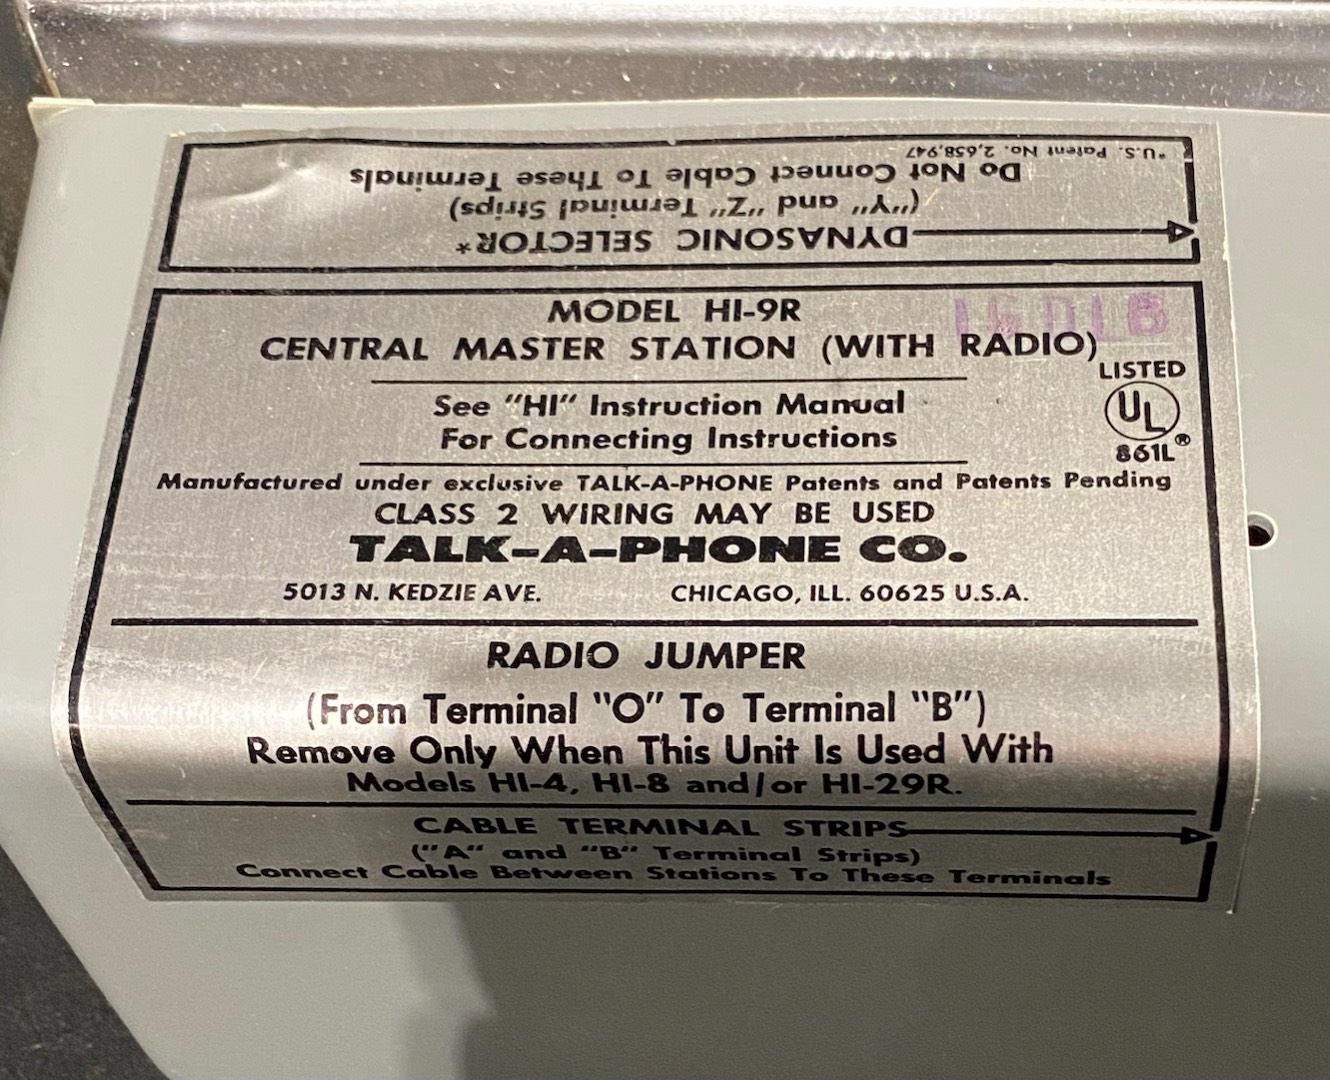 DYNASONIC SELECTOR*
("Y" and "Z" Terminal Strips)
Do Not Connect Cable To These Terminals
*U.S. Patent No. 2,658,947
MODEL HI-9R
CENTRAL MASTER STATION (WITH RADIO)
See "HI" Instruction Manual
For Connecting Instructions
LISTED
UL
®
861L
Manufactured under exclusive TALK-A-PHONE Patents and Patents Pending
CLASS 2 WIRING MAY BE USED
TALK-A-PHONE CO.
5013 N. KEDZIE AVE. CHICAGO, ILL. 60625 U.S.A.
RADIO JUMPER
(From Terminal "O" To Terminal "B")
Remove Only When This Unit Is Used With
Models HI-4, HI-8 and/or HI-29R.
CABLE TERMINAL STRIPS
("A" and "B" Terminal Strips)
Connect Cable Between Stations To These Terminals